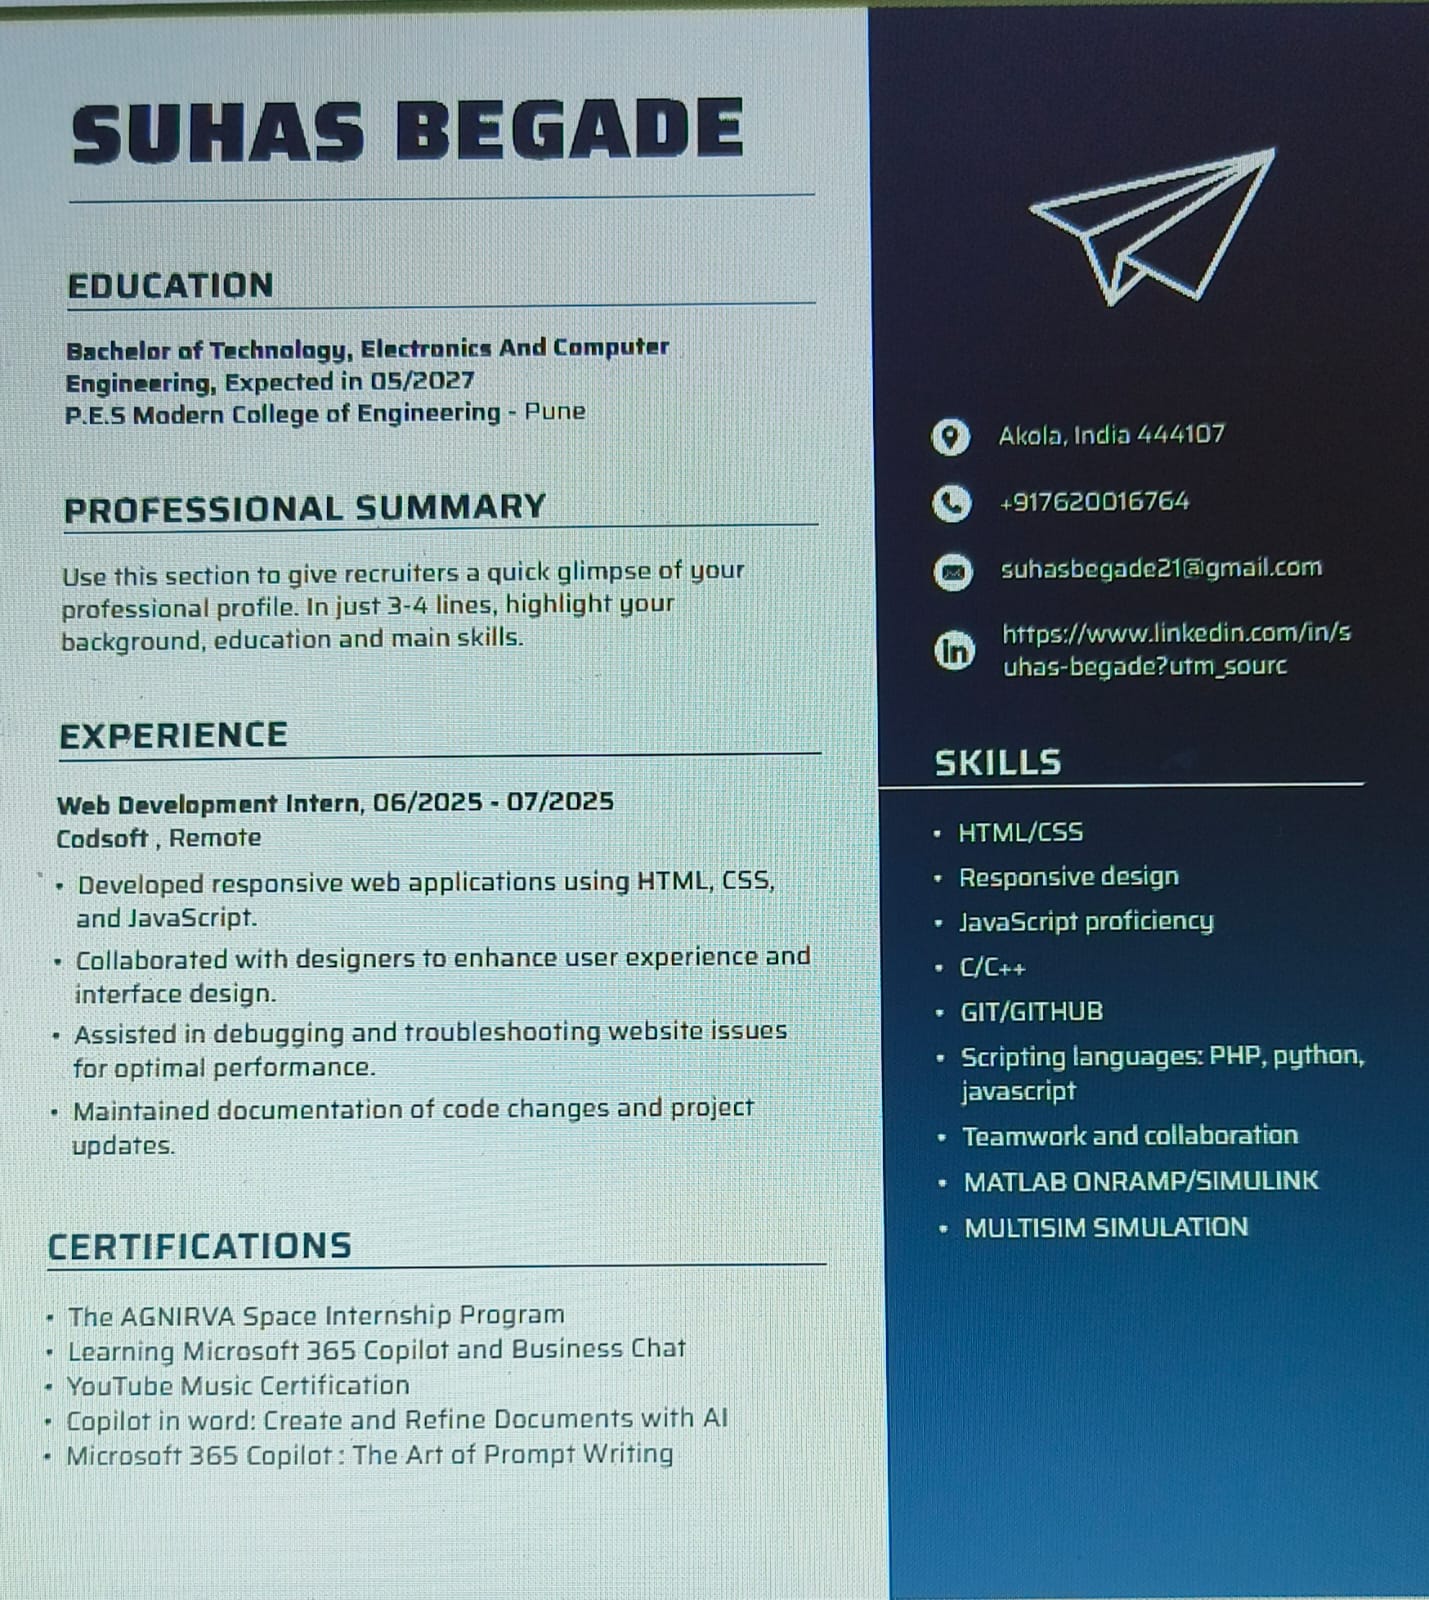 SUHAS BEGADE
EDUCATION
Bachelor of Technology, Electronics And Computer
Engineering, Expected in 05/2027
P.E.S Modern College of Engineering - Pune
PROFESSIONAL SUMMARY
Use this section to give recruiters a quick glimpse of your
professional profile. In just 3-4 lines, highlight your
background, education and main skills.
EXPERIENCE
Web Development Intern, 06/2025 - 07/2025
Codsoft , Remote
• Developed responsive web applications using HTML, CSS,
and JavaScript.
• Collaborated with designers to enhance user experience and
interface design.
• Assisted in debugging and troubleshooting website issues
for optimal performance.
• Maintained documentation of code changes and project
updates.
CERTIFICATIONS
• The AGNIRVA Space Internship Program
• Learning Microsoft 365 Copilot and Business Chat
• YouTube Music Certification
• Copilot in word: Create and Refine Documents with AI
• Microsoft 365 Copilot : The Art of Prompt Writing
Akola, India 444107
+917620016764
suhasbegade21@gmail.com
in
https://www.linkedin.com/in/s
uhas-begade?utm_sourc
SKILLS
• HTML/CSS
• Responsive design
• JavaScript proficiency
• C/C++
• GIT/GITHUB
• Scripting languages: PHP, python,
javascript
• Teamwork and collaboration
• MATLAB ONRAMP/SIMULINK
• MULTISIM SIMULATION